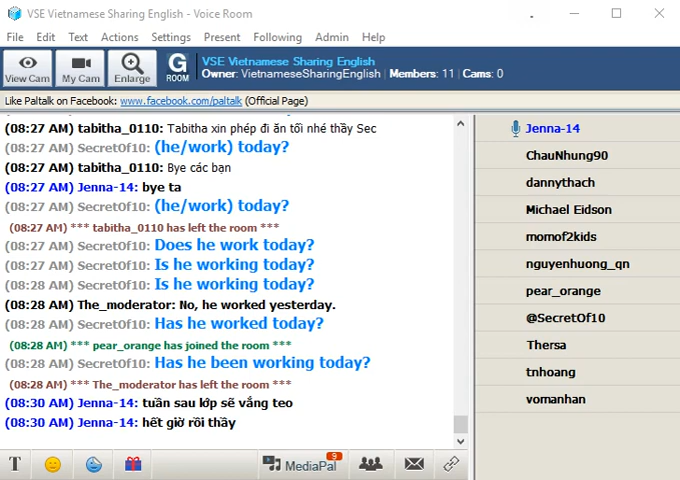 VSE Vietnamese Sharing English - Voice Room
File Edit Text Actions Settings Present Following Admin Help
View Cam
My Cam
Enlarge
G ROOM
VSE Vietnamese Sharing English
Owner: VietnameseSharingEnglish | Members: 11 | Cams: 0
Like Paltalk on Facebook: www.facebook.com/paltalk (Official Page)
(08:27 AM) tabitha_0110: Tabitha xin phép đi ăn tối nhé thầy Sec
(08:27 AM) SecretOf10: (he/work) today?
(08:27 AM) tabitha_0110: Bye các bạn
(08:27 AM) Jenna-14: bye ta
(08:27 AM) SecretOf10: (he/work) today?
(08:27 AM) *** tabitha_0110 has left the room ***
(08:27 AM) SecretOf10: Does he work today?
(08:27 AM) SecretOf10: Is he working today?
(08:27 AM) SecretOf10: Is he working today?
(08:28 AM) The_moderator: No, he worked yesterday.
(08:28 AM) SecretOf10: Has he worked today?
(08:28 AM) *** pear_orange has joined the room ***
(08:28 AM) SecretOf10: Has he been working today?
(08:28 AM) *** The_moderator has left the room ***
(08:30 AM) Jenna-14: tuần sau lớp sẽ vắng teo
(08:30 AM) Jenna-14: hết giờ rồi thầy
Jenna-14
ChauNhung90
dannythach
Michael Eidson
momof2kids
nguyenhuong_qn
pear_orange
@SecretOf10
Thersa
tnhoang
vomanhan
T
MediaPal 9